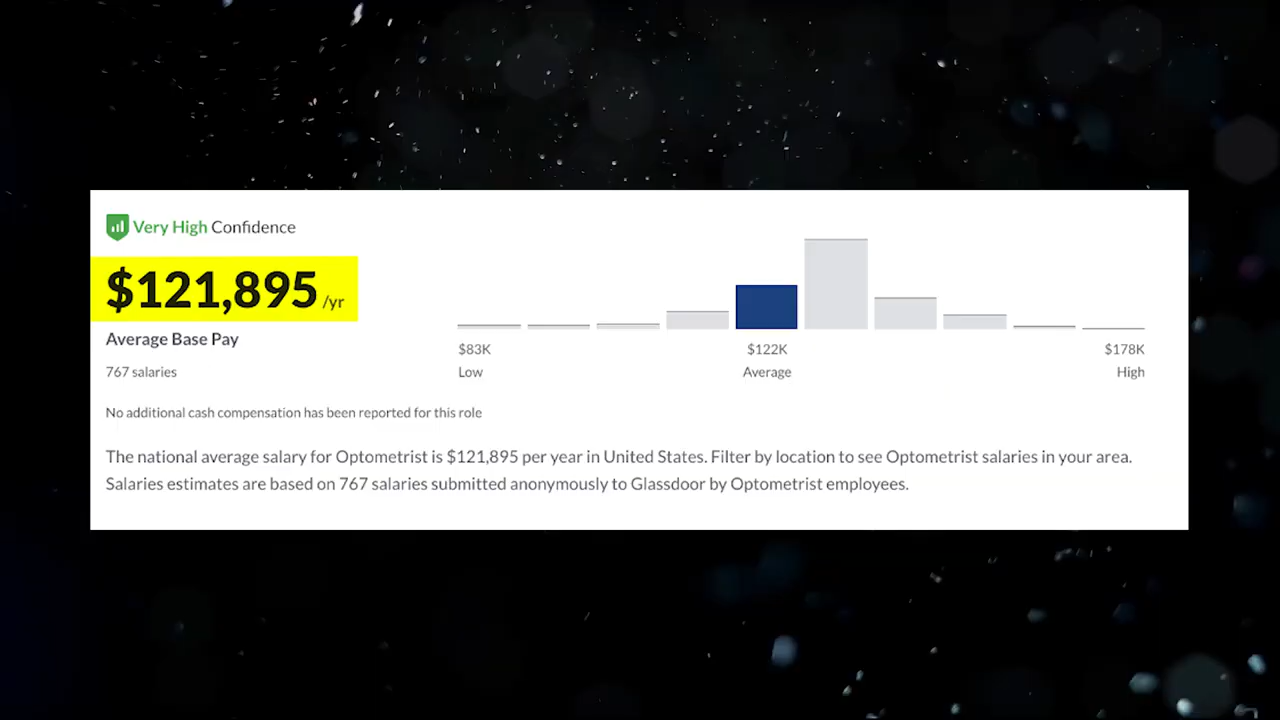 Very High Confidence
$121,895 /yr
Average Base Pay
767 salaries
$83K
Low
$122K
Average
$178K
High
No additional cash compensation has been reported for this role
The national average salary for Optometrist is $121,895 per year in United States. Filter by location to see Optometrist salaries in your area.
Salaries estimates are based on 767 salaries submitted anonymously to Glassdoor by Optometrist employees.